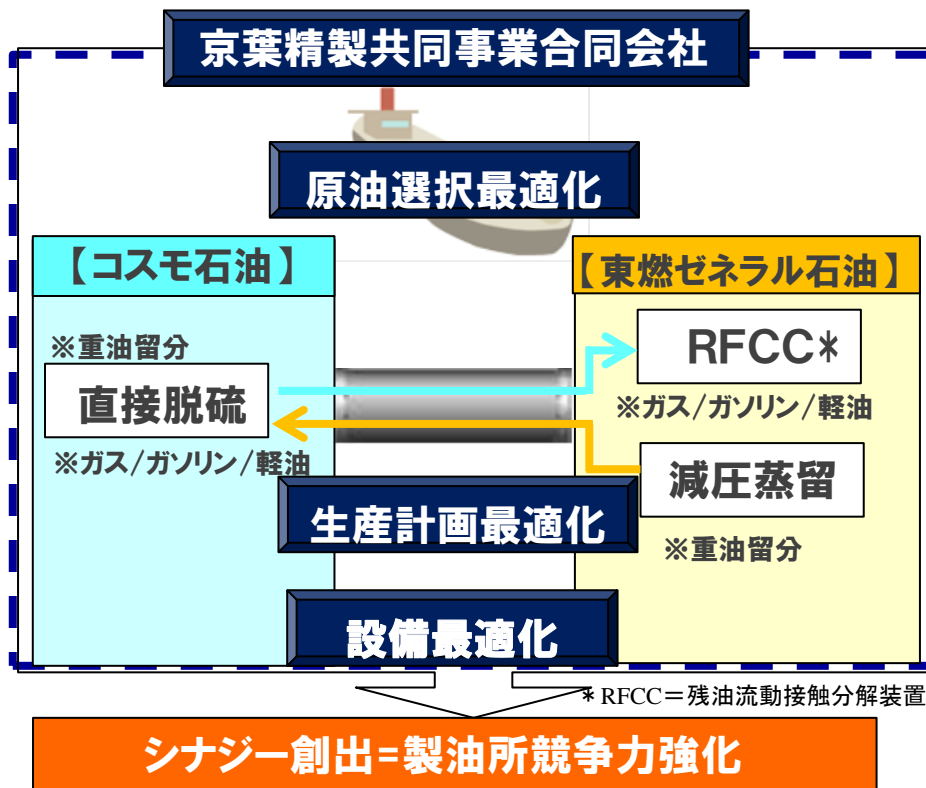 京葉精製共同事業合同会社
原油選択最適化
【コスモ石油】
【東燃ゼネラル石油】
※重油留分
直接脱硫
※ガス/ガソリン/軽油
RFCC*
※ガス/ガソリン/軽油
減圧蒸留
※重油留分
生産計画最適化
設備最適化
* RFCC=残油流動接触分解装置
シナジー創出=製油所競争力強化